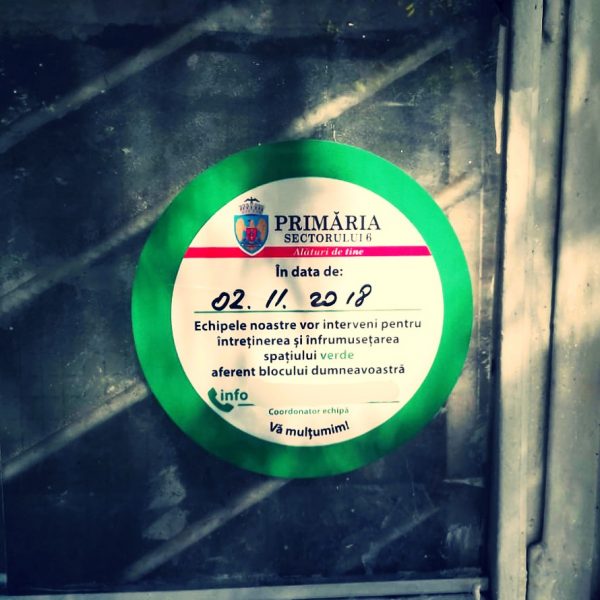 PRIMĂRIA
SECTORULUI 6
Alături de tine
În data de:
02. 11. 2018
Echipele noastre vor interveni pentru
întreținerea și înfrumusețarea
spațiului verde
aferent blocului dumneavoastră
info
Coordonator echipă
Vă mulțumim!